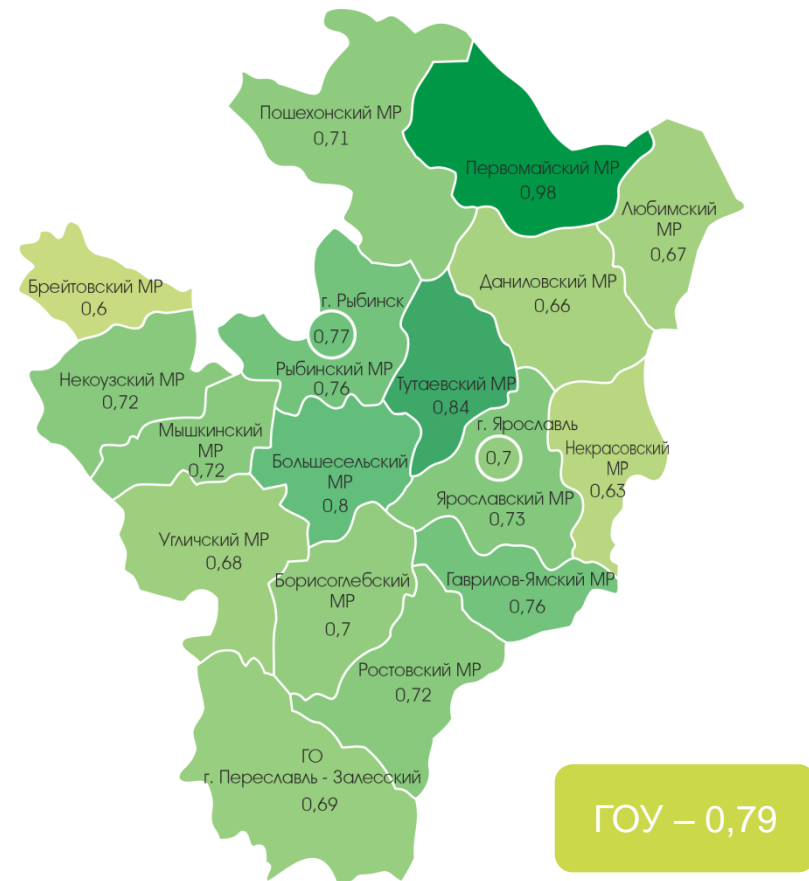 Пошехонский МР
0,71
Первомайский МР
0,98
Любимский
МР
0,67
Брейтовский МР
0,6
Даниловский МР
0,66
г. Рыбинск
0,77
Рыбинский МР
0,76
Некоузский МР
0,72
Тутаевский МР
0,84
Мышкинский
МР
0,72
г. Ярославль
0,7
Некрасовский
МР
0,63
Большесельский
МР
0,8
Ярославский МР
0,73
Угличский МР
0,68
Борисоглебский
МР
0,7
Гаврилов-Ямский МР
0,76
Ростовский МР
0,72
ГО
г. Переславль - Залесский
0,69
ГОУ – 0,79